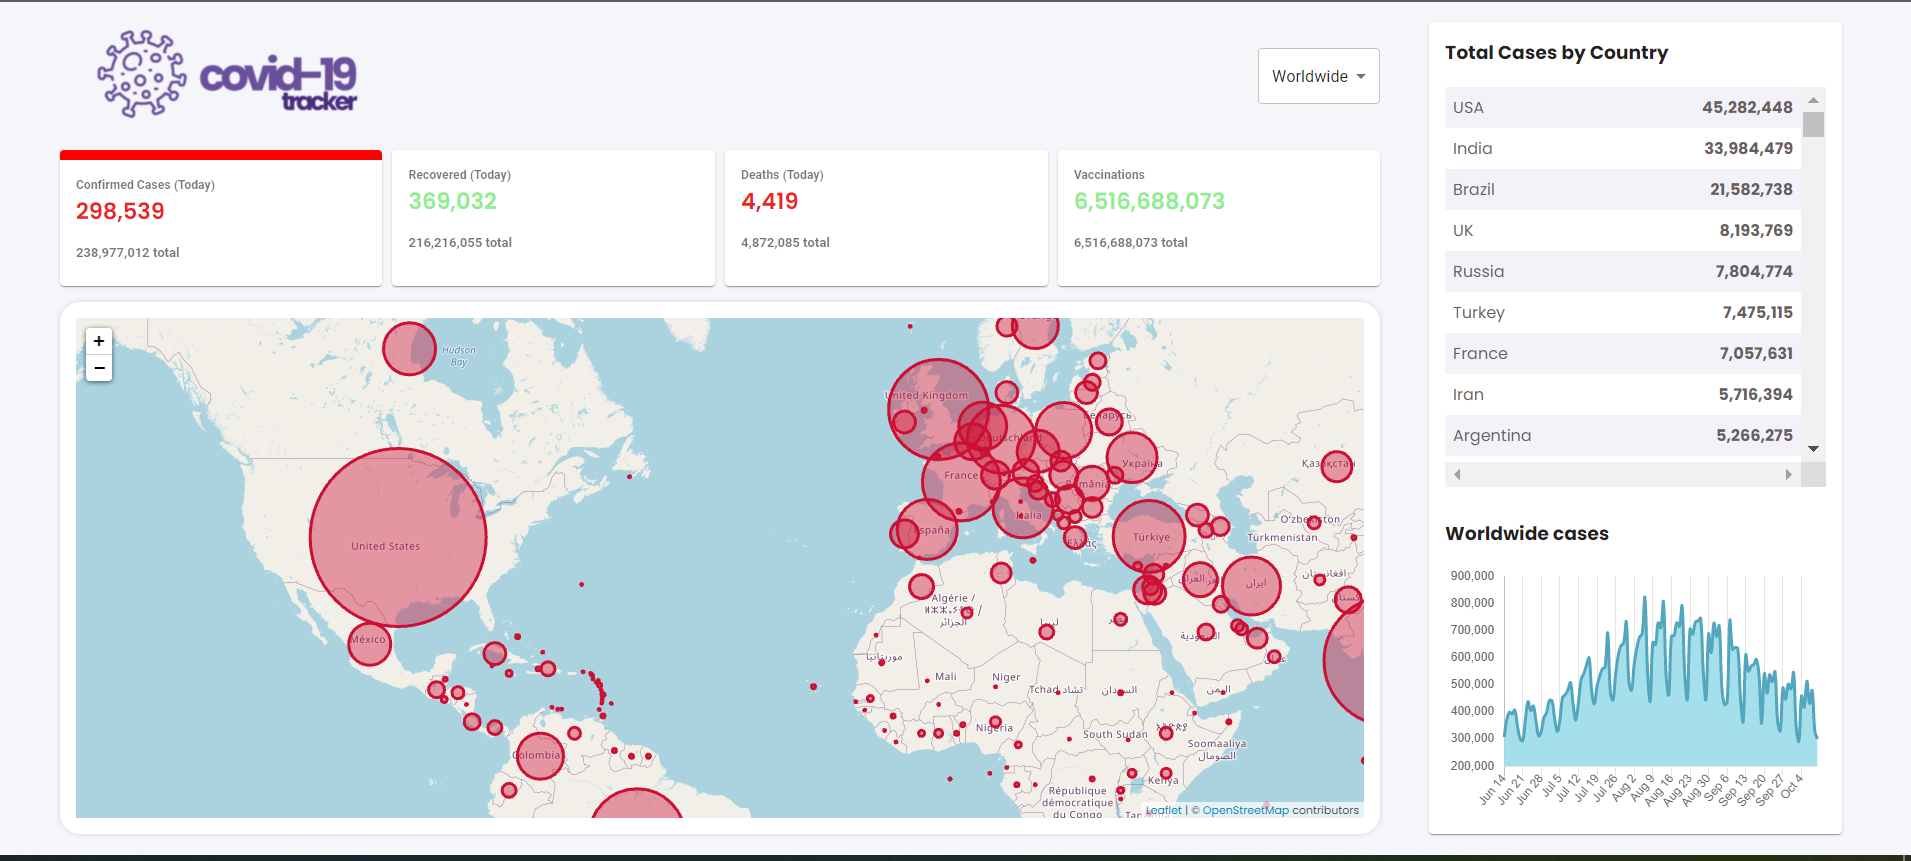 covid-19
tracker
Worldwide
Confirmed Cases (Today)
298,539
238,977,012 total
Recovered (Today)
369,032
216,216,055 total
Deaths (Today)
4,419
4,872,085 total
Vaccinations
6,516,688,073
6,516,688,073 total
+
−
Hudson
Bay
United Kingdom
Беларусь
Deutschland
Україна
Қазақстан
France
România
Italia
España
Ελλάς
Türkiye
O'zbekiston
Türkmenistan
United States
العراق
ایران
Algérie /
الجزائر
ليبيا
مصر
السعودية
عمان
México
موريتانيا
Mali
Niger
Tchad تشاد
السودان
اليمن
Nigeria
South Sudan
Soomaaliya
الصومال
Colombia
Kenya
République
démocratique
du Congo
Leaflet | © OpenStreetMap contributors
Total Cases by Country
USA 45,282,448
India 33,984,479
Brazil 21,582,738
UK 8,193,769
Russia 7,804,774
Turkey 7,475,115
France 7,057,631
Iran 5,716,394
Argentina 5,266,275
Worldwide cases
900,000
800,000
700,000
600,000
500,000
400,000
300,000
200,000
Jun 14
Jun 21
Jun 28
Jul 5
Jul 12
Jul 19
Jul 26
Aug 2
Aug 9
Aug 16
Aug 23
Aug 30
Sep 6
Sep 13
Sep 20
Sep 27
Oct 4